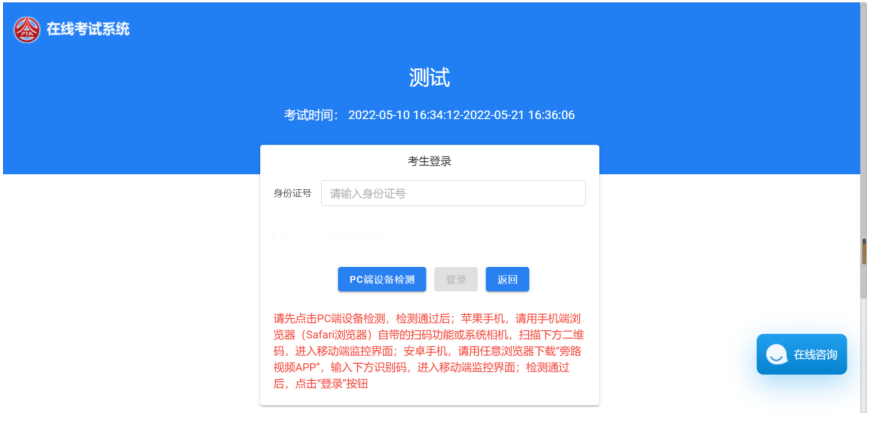 在线考试系统
测试
考试时间： 2022-05-10 16:34:12-2022-05-21 16:36:06
考生登录
身份证号 请输入身份证号
PC端设备检测 登录 返回
请先点击PC端设备检测，检测通过后；苹果手机，请用手机端浏
览器（Safari浏览器）自带的扫码功能或系统相机，扫描下方二维
码，进入移动端监控界面；安卓手机，请用任意浏览器下载“旁路
视频APP”，输入下方识别码，进入移动端监控界面；检测通过
后，点击“登录”按钮
在线咨询